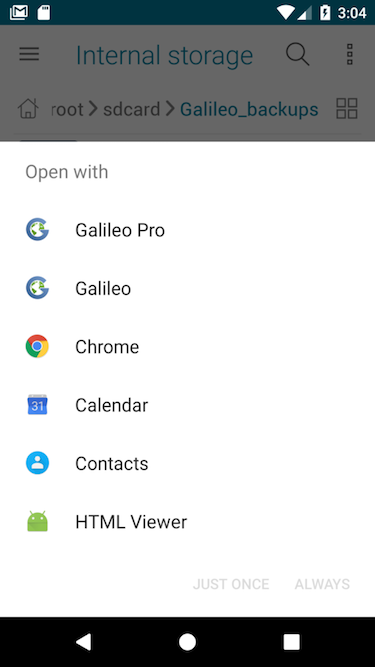 3:04
Internal storage
root sdcard Galileo_backups
Open with
Galileo Pro
Galileo
Chrome
31
Calendar
Contacts
HTML Viewer
JUST ONCE ALWAYS